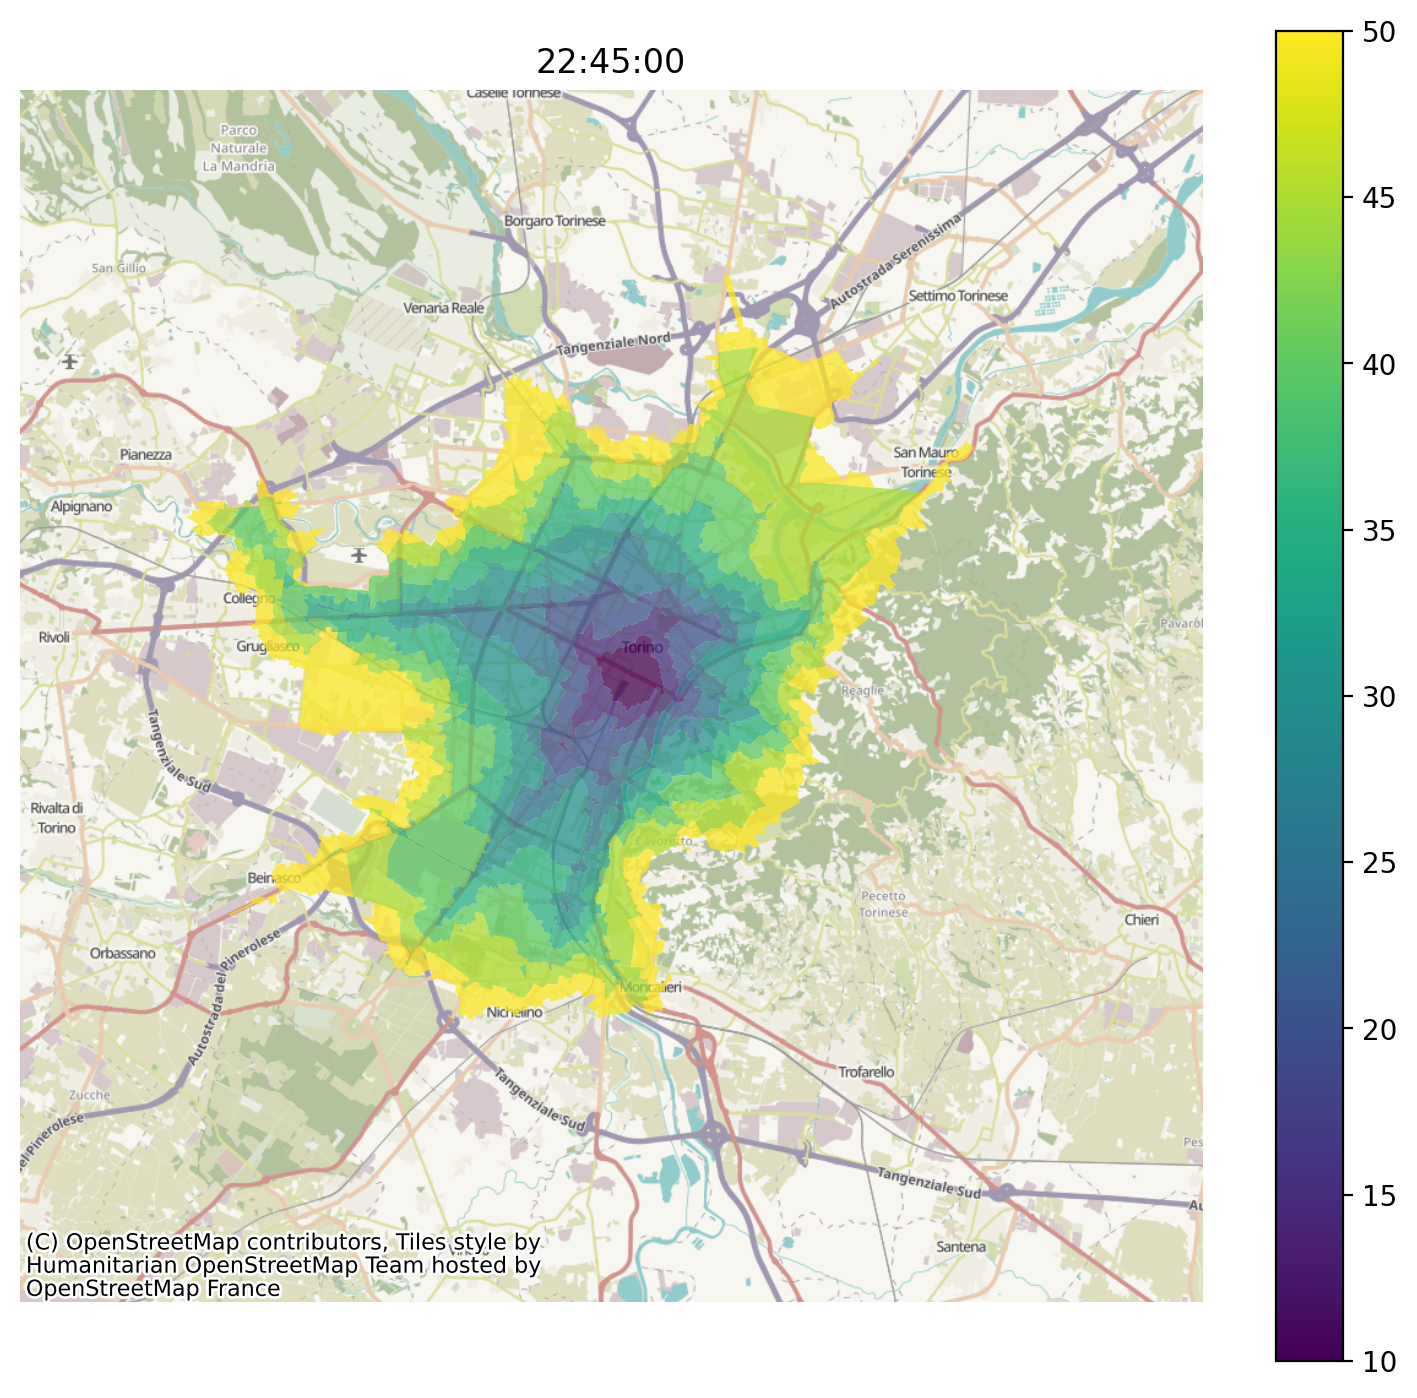 22:45:00
50
Caselle Torinese
Parco
Naturale
La Mandria
45
Borgaro Torinese
Autostrada Serenissima
San Gillio
Settimo Torinese
Venaria Reale
Tangenziale Nord
40
Pianezza
San Mauro
Torinese
Alpignano
35
Collegno
Rivoli
Grugliasco
Torino
Reaglie
30
Tangenziale Sud
Rivalta di
Torino
Cavoretto
25
Beinasco
Pecetto
Torinese
Chieri
Orbassano
Autostrada del Pinerolese
Moncalieri
Nichelino
20
Trofarello
Zucche
Tangenziale Sud
el Pinerolese
Pes
Tangenziale Sud
Au
15
(C) OpenStreetMap contributors, Tiles style by
Humanitarian OpenStreetMap Team hosted by
OpenStreetMap France
Santena
10